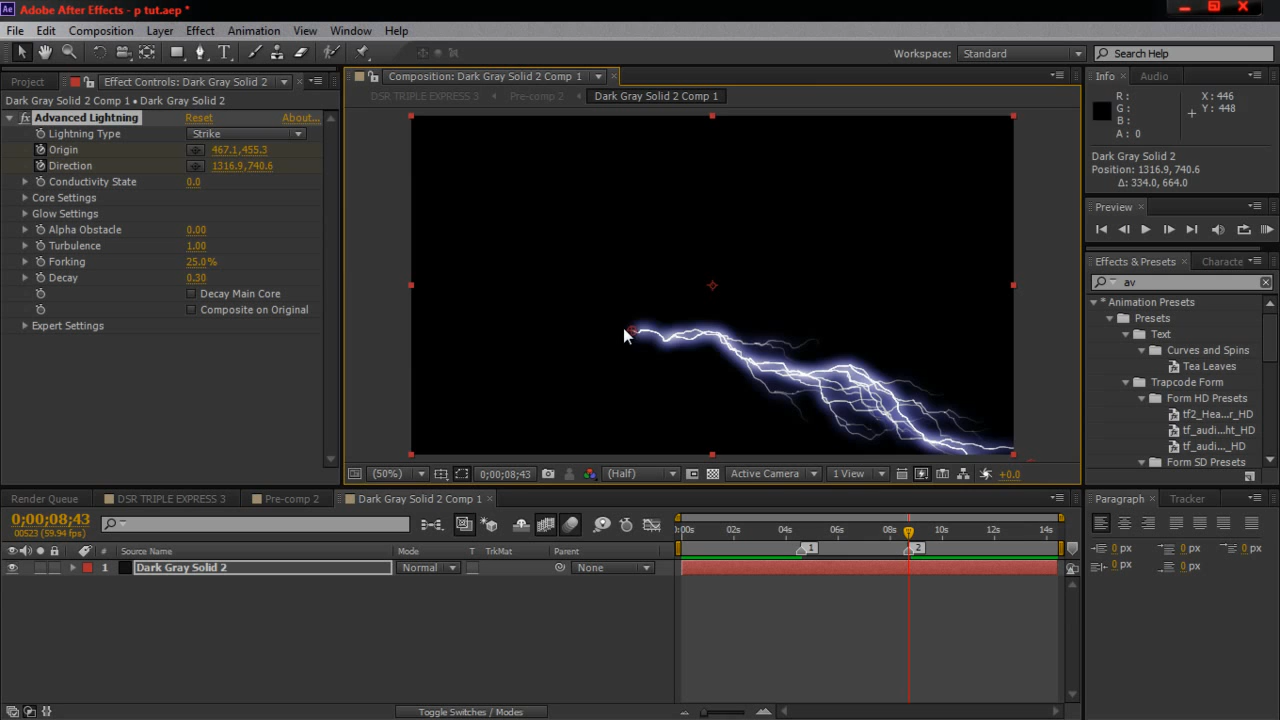 Ae Adobe After Effects - p tut.aep *
File Edit Composition Layer Effect Animation View Window Help
Workspace: Standard Search Help
Project Effect Controls: Dark Gray Solid 2
Dark Gray Solid 2 Comp 1 • Dark Gray Solid 2
fx Advanced Lightning Reset About...
Lightning Type Strike
Origin 467.1,455.3
Direction 1316.9,740.6
Conductivity State 0.0
Core Settings
Glow Settings
Alpha Obstacle 0.00
Turbulence 1.00
Forking 25.0%
Decay 0.30
Decay Main Core
Composite on Original
Expert Settings
Composition: Dark Gray Solid 2 Comp 1
DSR TRIPLE EXPRESS 3 Pre-comp 2 Dark Gray Solid 2 Comp 1
(50%) 0;00;08;43 (Half) Active Camera 1 View +0.0
Info Audio
R: X: 446
G: Y: 448
B:
A: 0
Dark Gray Solid 2
Position: 1316.9, 740.6
Δ: 334.0, 664.0
Preview
Effects & Presets Characte
av
* Animation Presets
Presets
Text
Curves and Spins
Tea Leaves
Trapcode Form
Form HD Presets
tf2_Hea...r_HD
tf_audi...ht_HD
tf_audi..._HD
Form SD Presets
Render Queue DSR TRIPLE EXPRESS 3 Pre-comp 2 Dark Gray Solid 2 Comp 1
0;00;08;43
00523 (59.94 fps)
:00s 02s 04s 06s 08s 10s 12s 14s
1 2
# Source Name Mode T TrkMat Parent
1 Dark Gray Solid 2 Normal None
Toggle Switches / Modes
Paragraph Tracker
0 px 0 px 0 px
0 px 0 px